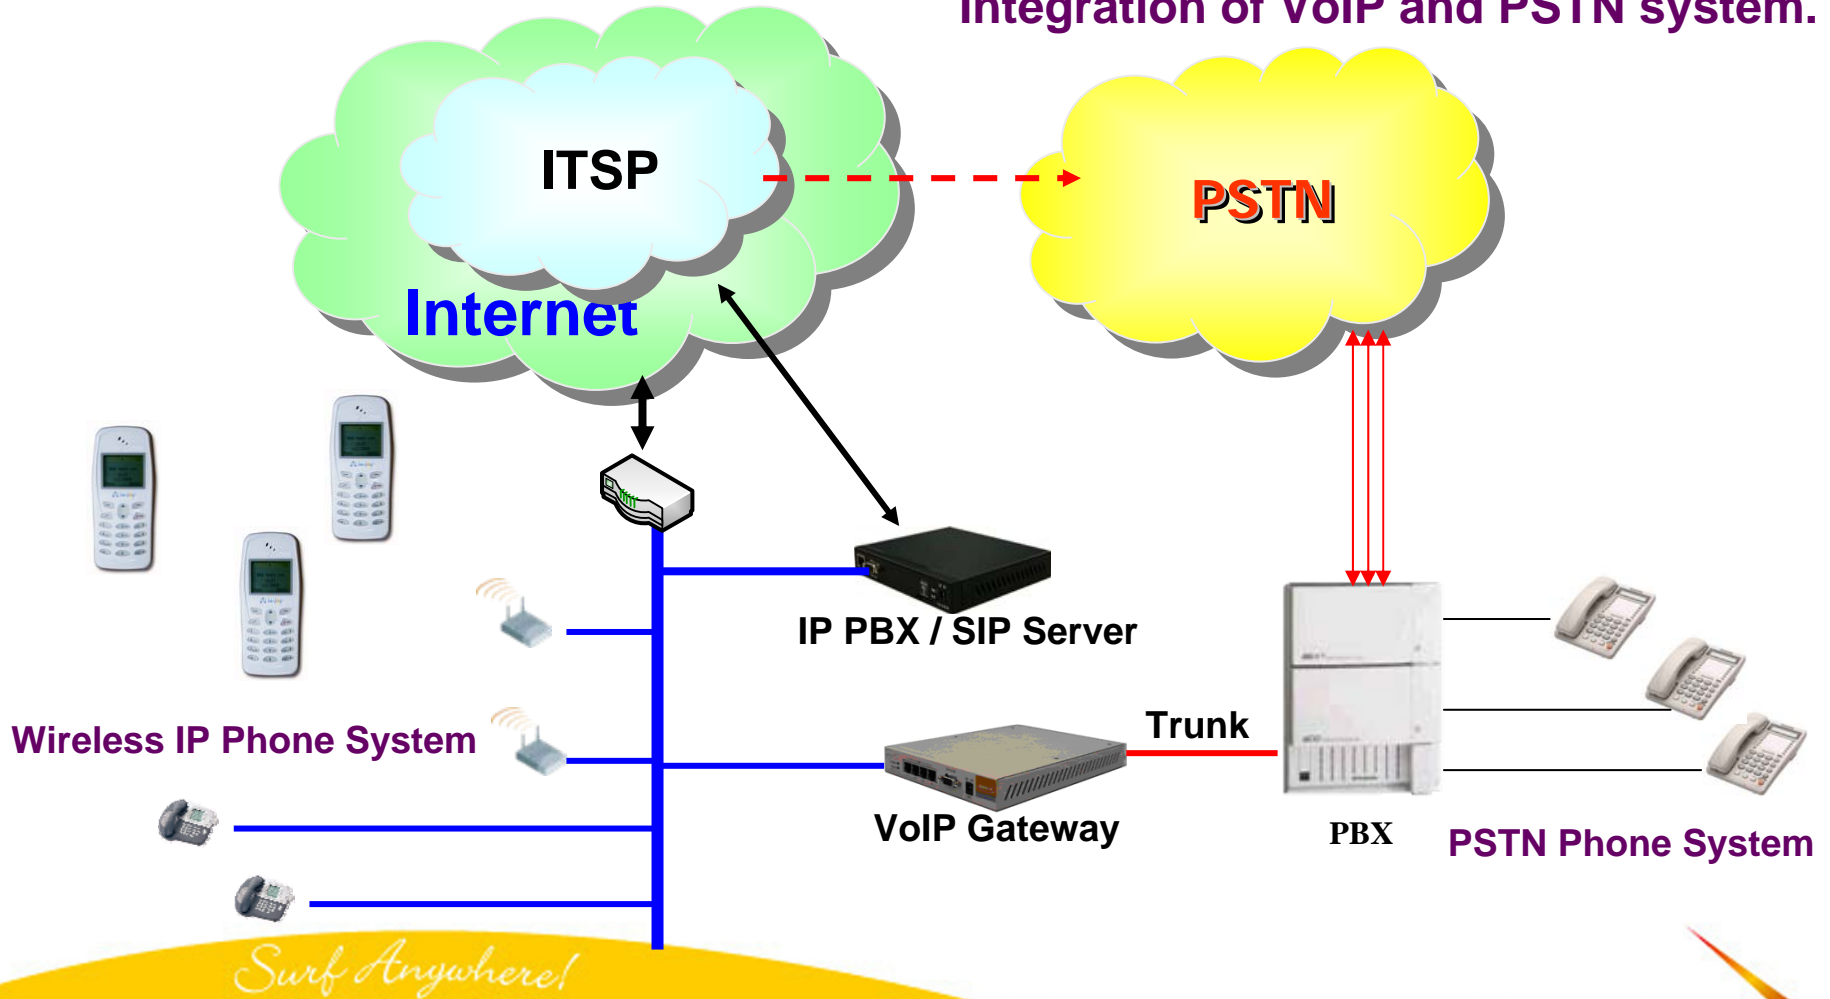 Integration of VoIP and PSTN system.
ITSP
PSTN
Internet
IP PBX / SIP Server
Trunk
Wireless IP Phone System
VoIP Gateway
PBX
PSTN Phone System
Surf Anywhere!